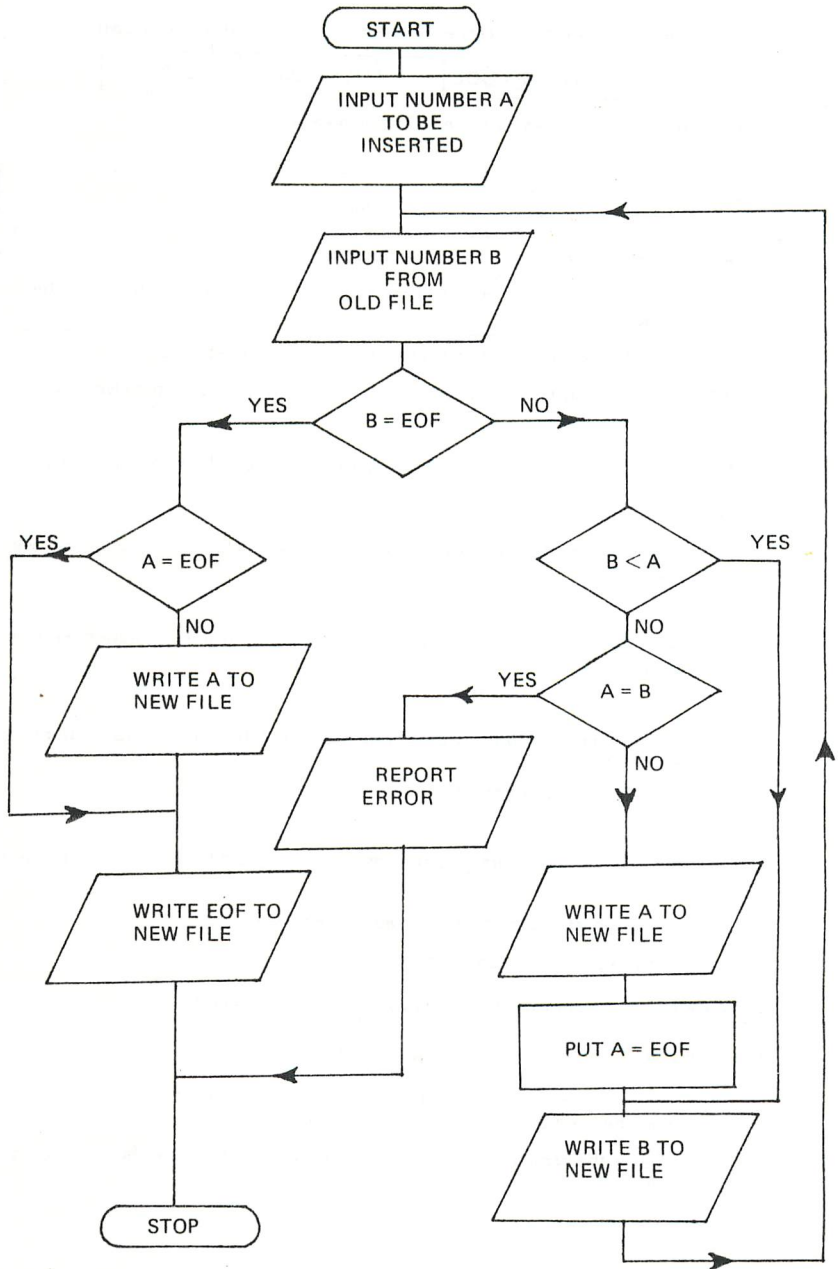 START
INPUT NUMBER A
TO BE
INSERTED
INPUT NUMBER B
FROM
OLD FILE
YES
B = EOF
NO
YES
A = EOF
NO
B < A
YES
NO
WRITE A TO
NEW FILE
YES
A = B
NO
REPORT
ERROR
WRITE EOF TO
NEW FILE
WRITE A TO
NEW FILE
PUT A = EOF
WRITE B TO
NEW FILE
STOP